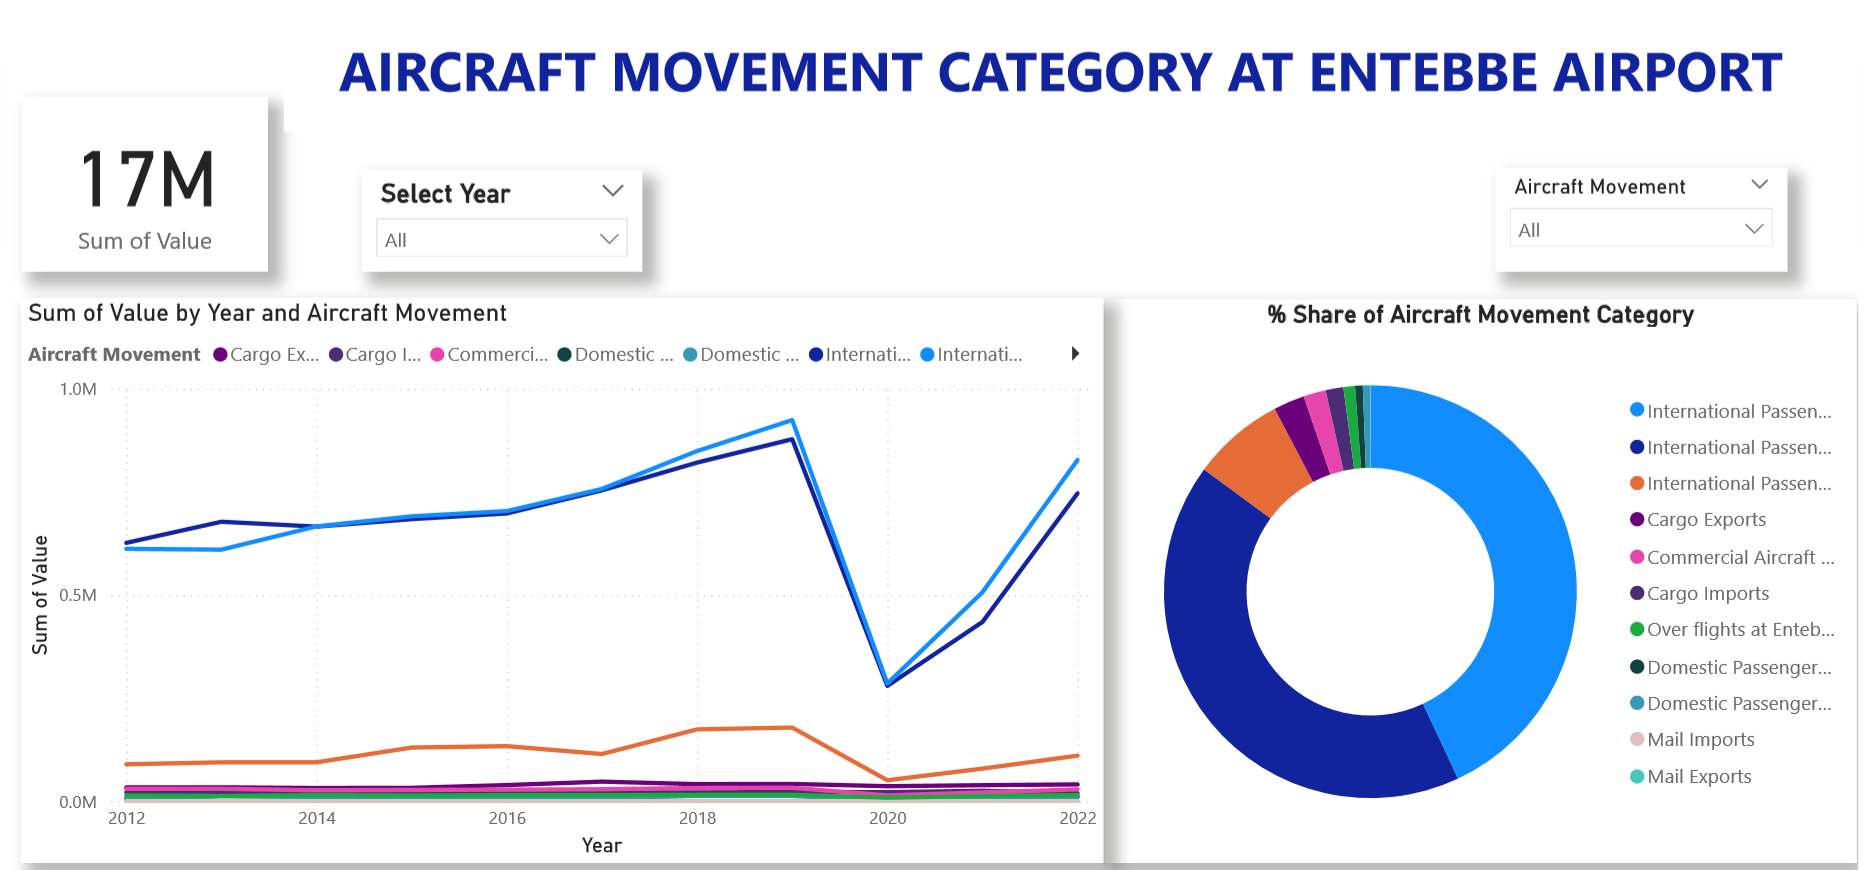 AIRCRAFT MOVEMENT CATEGORY AT ENTEBBE AIRPORT
17M
Sum of Value
Select Year
All
Aircraft Movement
All
Sum of Value by Year and Aircraft Movement
Aircraft Movement Cargo Ex... Cargo I... Commerci... Domestic ... Domestic ... Internati... Internati...
1.0M
0.5M
0.0M
Sum of Value
2012 2014 2016 2018 2020 2022
Year
% Share of Aircraft Movement Category
International Passen...
International Passen...
International Passen...
Cargo Exports
Commercial Aircraft ...
Cargo Imports
Over flights at Enteb...
Domestic Passenger...
Domestic Passenger...
Mail Imports
Mail Exports